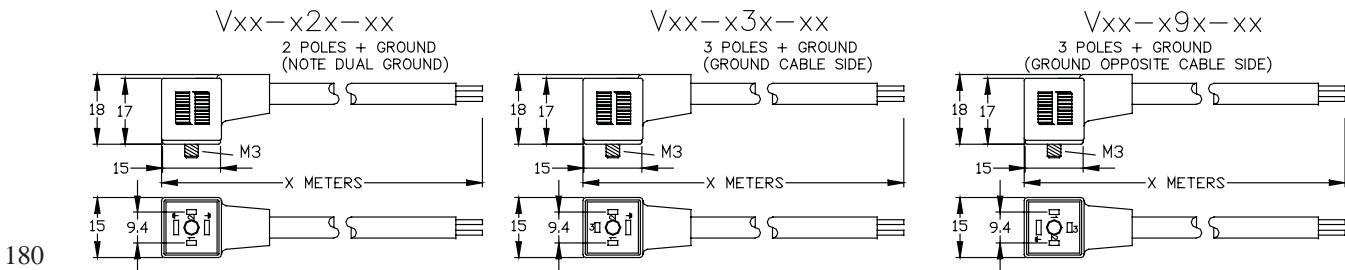 Vxx-x2x-xx
2 POLES + GROUND
(NOTE DUAL GROUND)
18
17
M3
15
X METERS
15
9.4
Vxx-x3x-xx
3 POLES + GROUND
(GROUND CABLE SIDE)
18
17
M3
15
X METERS
15
9.4
3
Vxx-x9x-xx
3 POLES + GROUND
(GROUND OPPOSITE CABLE SIDE)
18
17
M3
15
X METERS
15
9.4
3
180